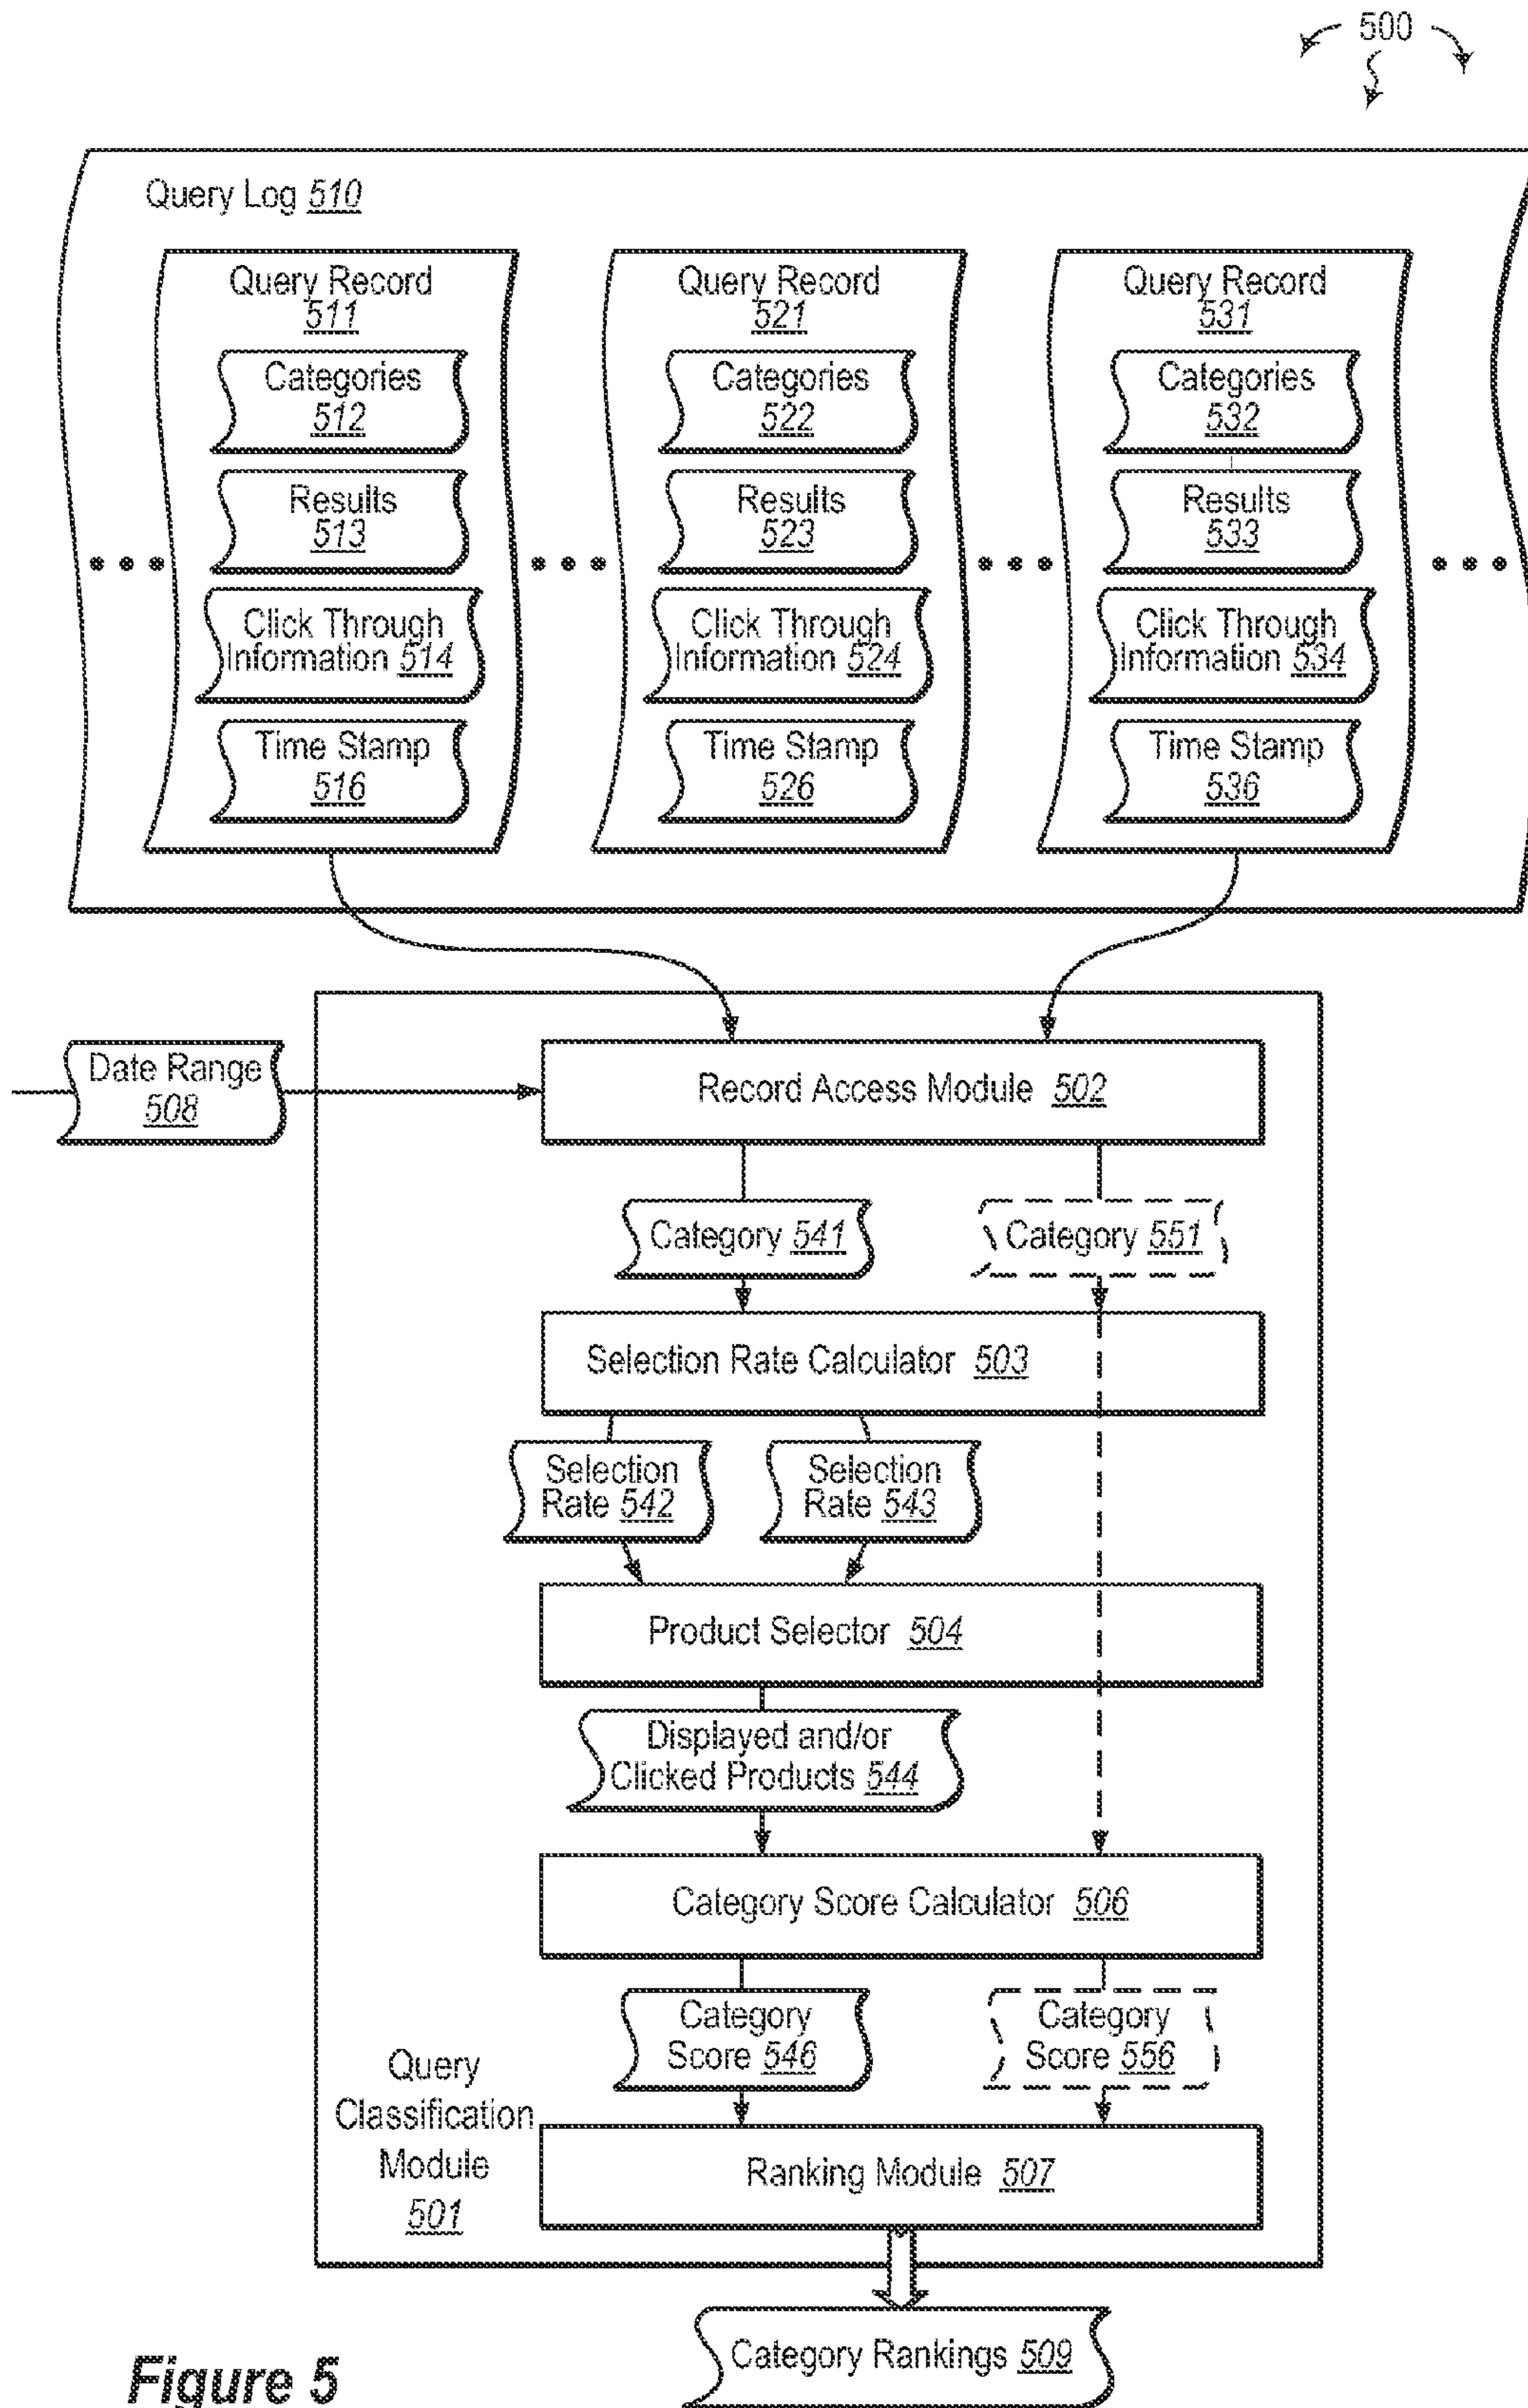 500
Query Log 510
Query Record
511
Categories
512
Results
513
Click Through
Information 514
Time Stamp
516
Query Record
521
Categories
522
Results
523
Click Through
Information 524
Time Stamp
526
Query Record
531
Categories
532
Results
533
Click Through
Information 534
Time Stamp
536
Date Range
508
Record Access Module 502
Category 541
Category 551
Selection Rate Calculator 503
Selection
Rate 542
Selection
Rate 543
Product Selector 504
Displayed and/or
Clicked Products 544
Category Score Calculator 506
Category
Score 546
Category
Score 556
Query
Classification
Module
501
Ranking Module 507
Category Rankings 509
Figure 5